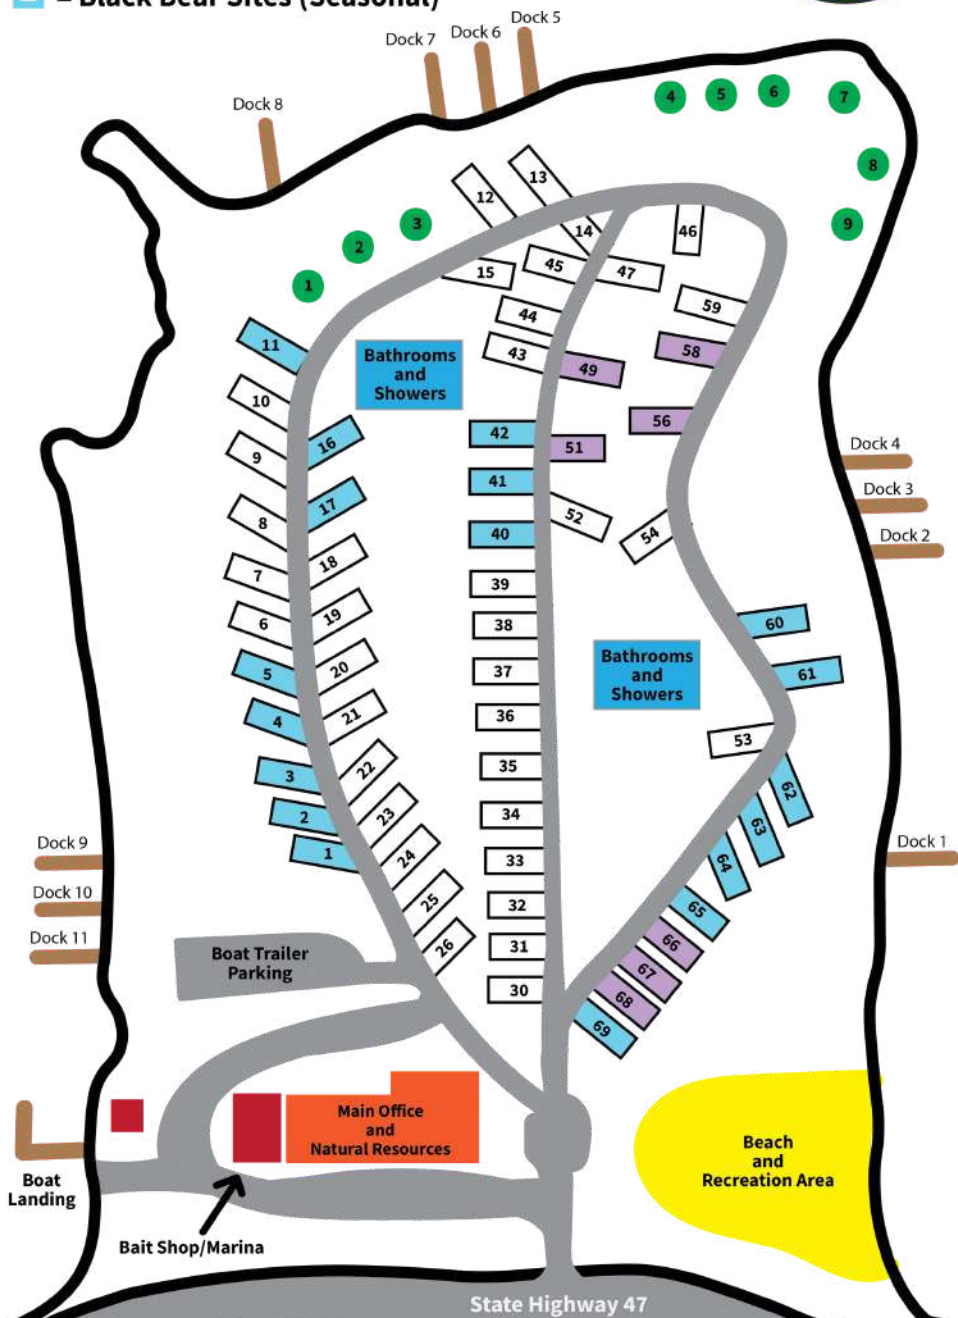 = Black Bear Sites (Seasonal)
Dock 5
Dock 6
Dock 7
Dock 8
4
5
6
7
8
9
3
2
1
13
12
14
46
15
45
47
59
44
11
43
58
49
Bathrooms
and
Showers
10
56
42
16
51
9
41
17
52
8
40
54
18
7
39
19
6
38
60
20
5
37
61
Bathrooms
and
Showers
21
4
36
53
22
3
35
62
23
2
34
63
24
1
33
64
25
32
65
26
31
66
67
30
68
69
Dock 4
Dock 3
Dock 2
Dock 1
Dock 9
Dock 10
Dock 11
Boat Trailer
Parking
Main Office
and
Natural Resources
Beach
and
Recreation Area
Boat
Landing
Bait Shop/Marina
State Highway 47